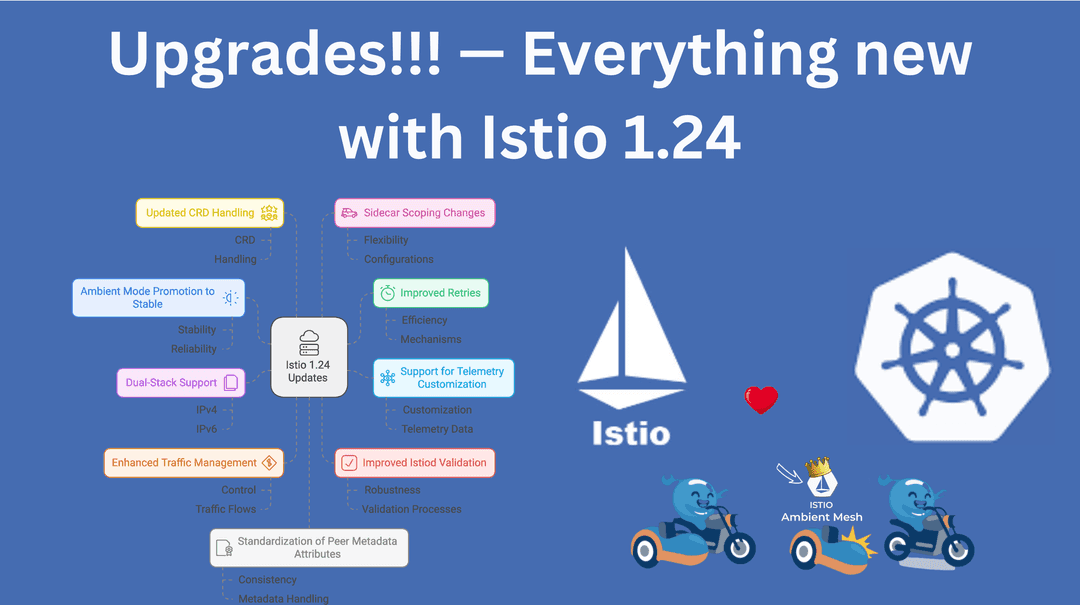 Upgrades!!! — Everything new
with Istio 1.24
Updated CRD Handling
CRD
Handling
Ambient Mode Promotion to
Stable
Stability
Reliability
Dual-Stack Support
IPv4
IPv6
Enhanced Traffic Management
Control
Traffic Flows
Istio 1.24
Updates
Sidecar Scoping Changes
Flexibility
Configurations
Improved Retries
Efficiency
Mechanisms
Support for Telemetry
Customization
Customization
Telemetry Data
Improved Istiod Validation
Robustness
Validation Processes
Standardization of Peer Metadata
Attributes
Consistency
Metadata Handling
Istio
ISTIO
Ambient Mesh